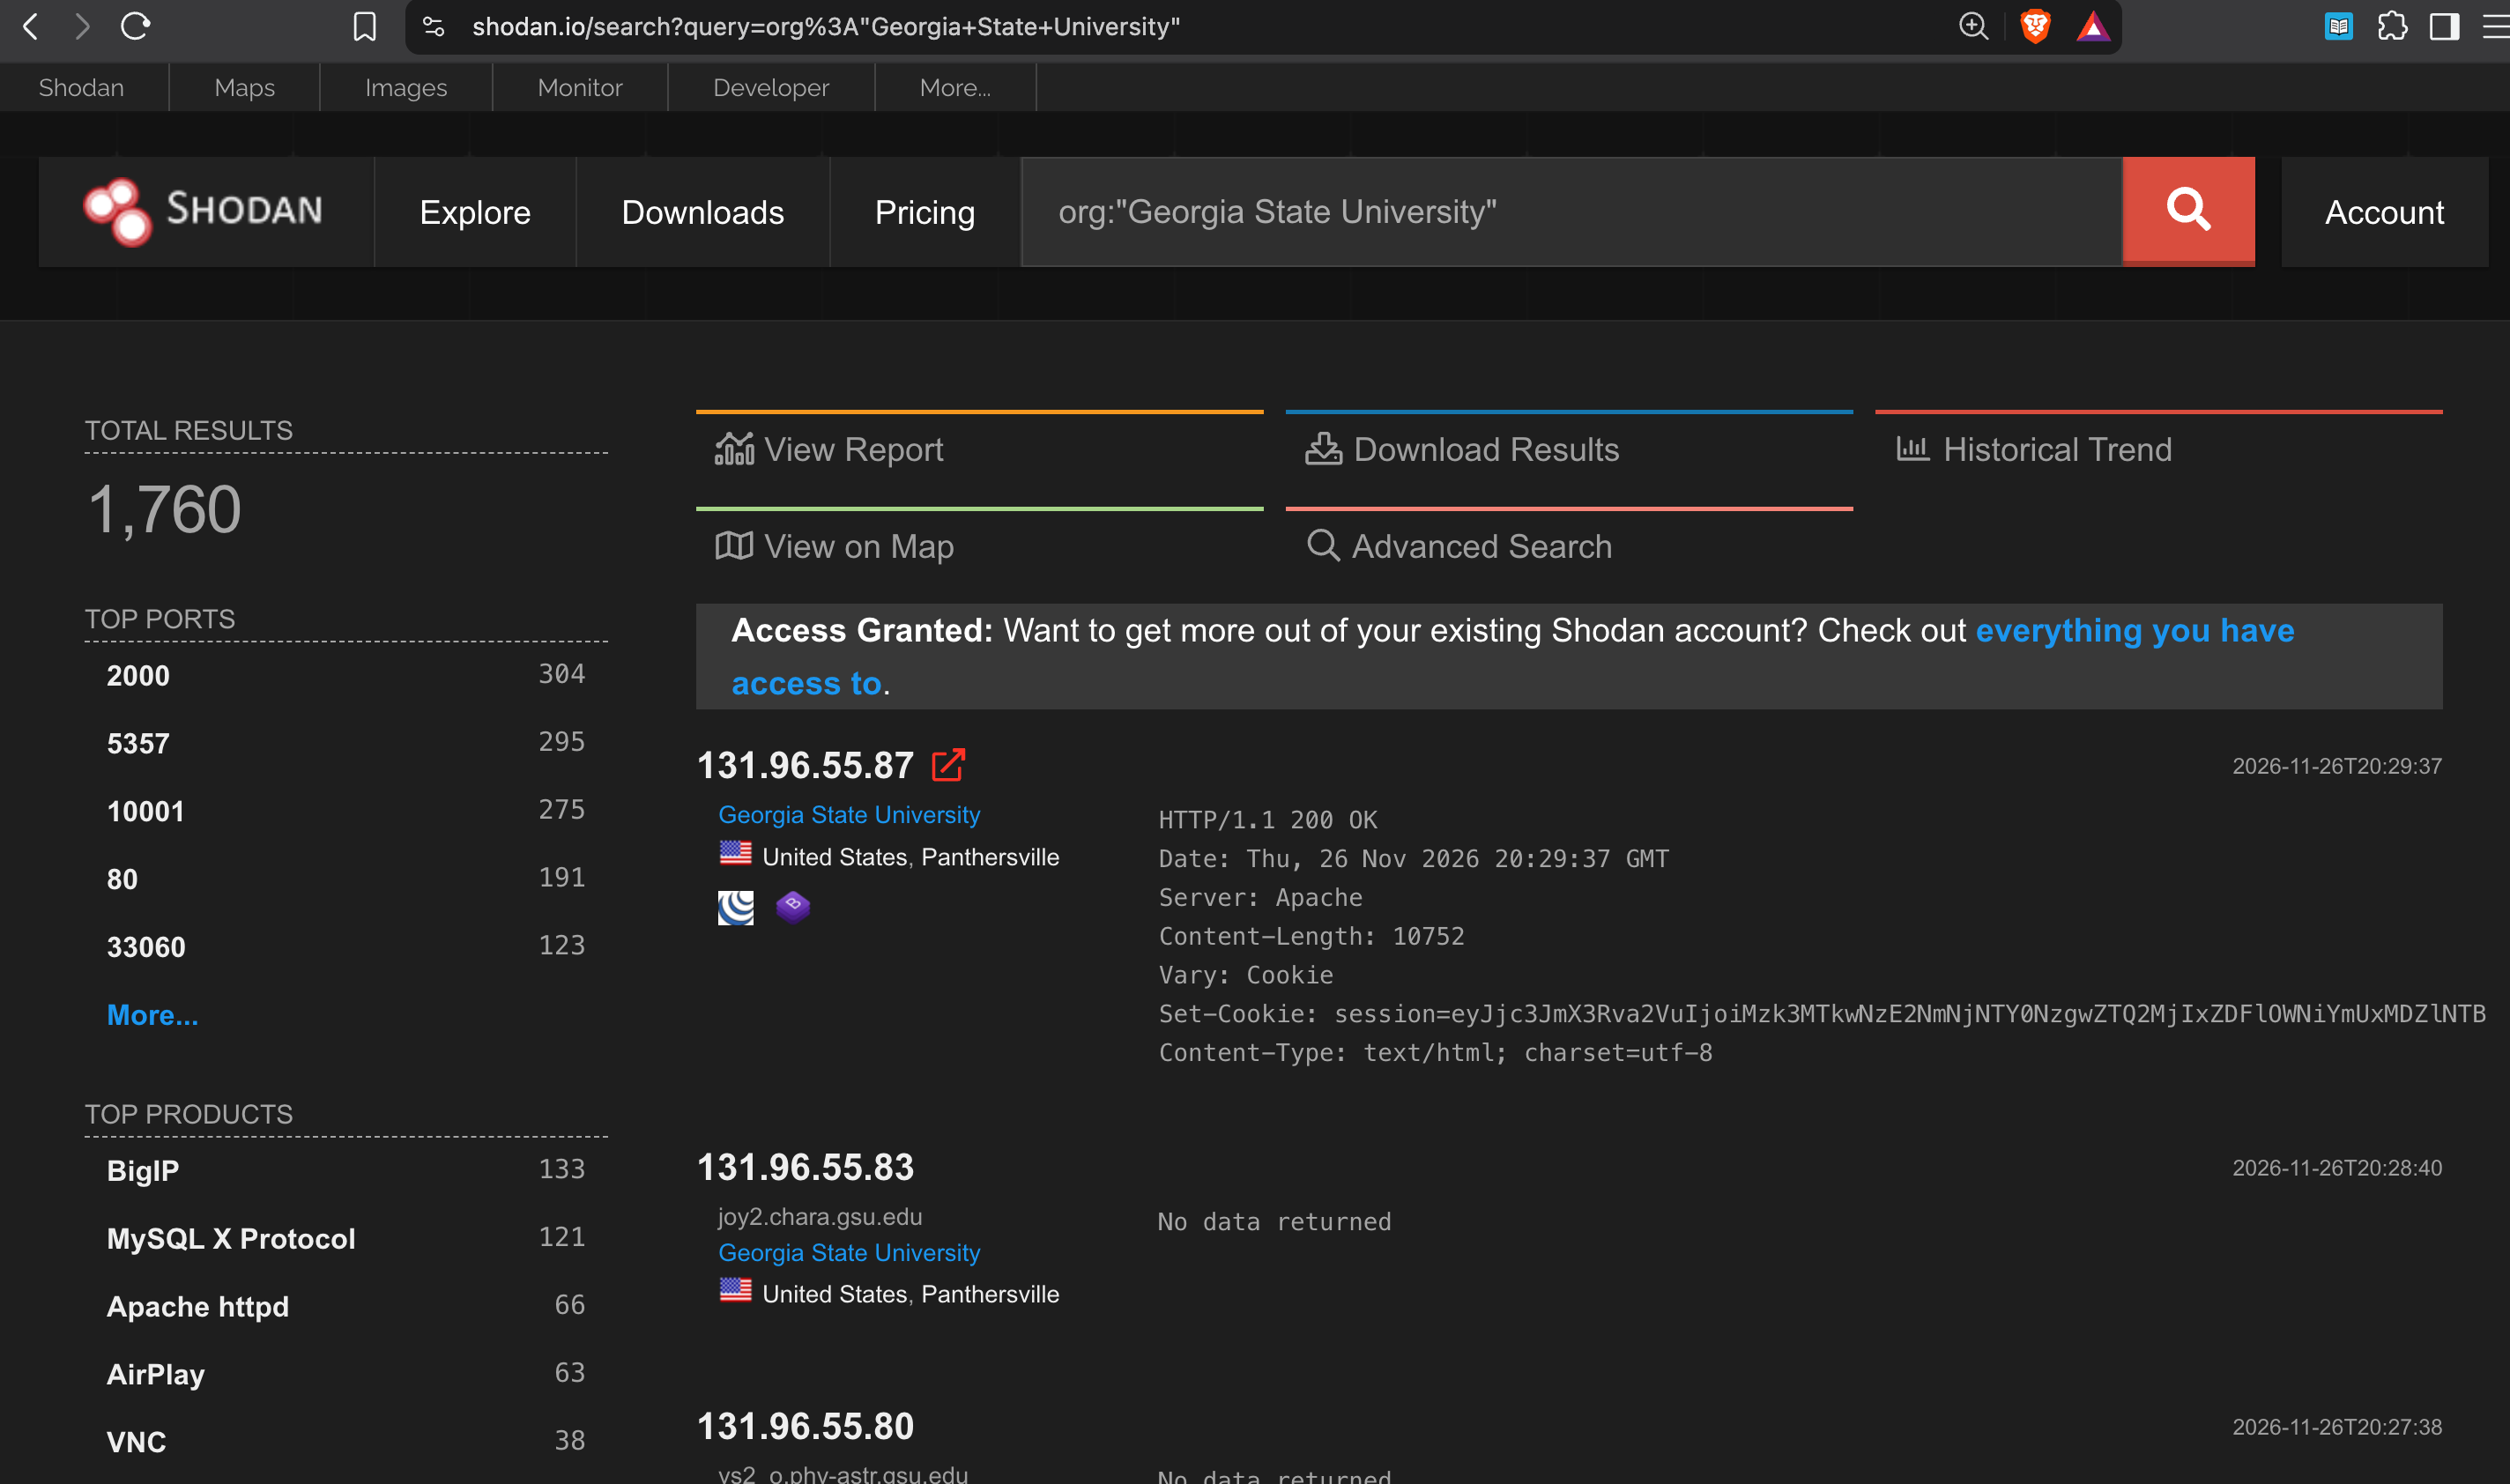 shodan.io/search?query=org%3A"Georgia+State+University"
Shodan
Maps
Images
Monitor
Developer
More...
SHODAN
Explore
Downloads
Pricing
org:"Georgia State University"
Account
TOTAL RESULTS
1,760
TOP PORTS
2000 304
5357 295
10001 275
80 191
33060 123
More...
TOP PRODUCTS
BigIP 133
MySQL X Protocol 121
Apache httpd 66
AirPlay 63
VNC 38
View Report
Download Results
Historical Trend
View on Map
Advanced Search
Access Granted: Want to get more out of your existing Shodan account? Check out everything you have
access to.
131.96.55.87
2026-11-26T20:29:37
Georgia State University
United States, Panthersville
HTTP/1.1 200 OK
Date: Thu, 26 Nov 2026 20:29:37 GMT
Server: Apache
Content-Length: 10752
Vary: Cookie
Set-Cookie: session=eyJjc3JmX3Rva2VuIjoiMzk3MTkwNzE2NmNjNTY0NzgwZTQ2MjIxZDFlOWNiYmUxMDZlNTB
Content-Type: text/html; charset=utf-8
131.96.55.83
2026-11-26T20:28:40
joy2.chara.gsu.edu
Georgia State University
United States, Panthersville
No data returned
131.96.55.80
2026-11-26T20:27:38
vs2_o.phy-astr.gsu.edu
No data returned